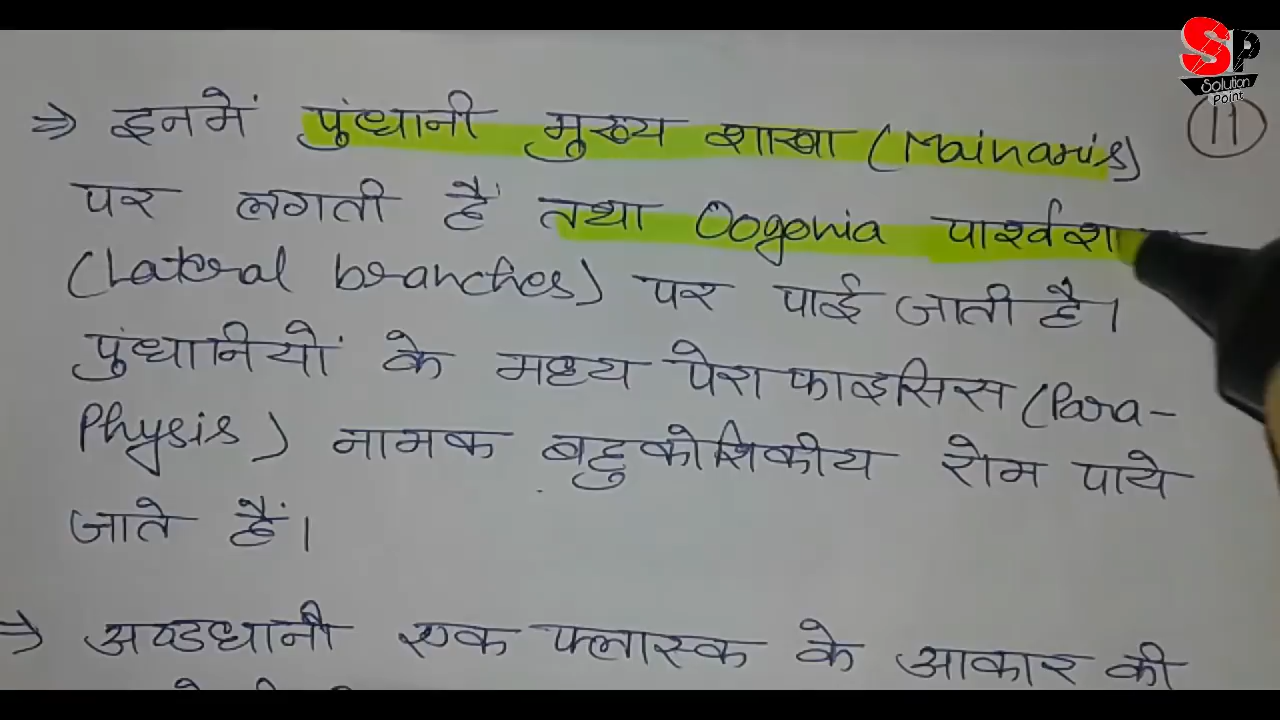 SP
Solution
Point
11
⇒ इनमें पुंधानी मुख्य शाखा (Mainaris)
पर लगती हैं तथा Oogonia पार्श्वशा
(Lateral branches) पर पाई जाती है।
पुंधानियों के मध्य पेराफाइसिस (Para-
Physis) नामक बहुकोशिकीय रोम पाये
जाते हैं।
⇒ अण्डधानी एक फ्लास्क के आकार की